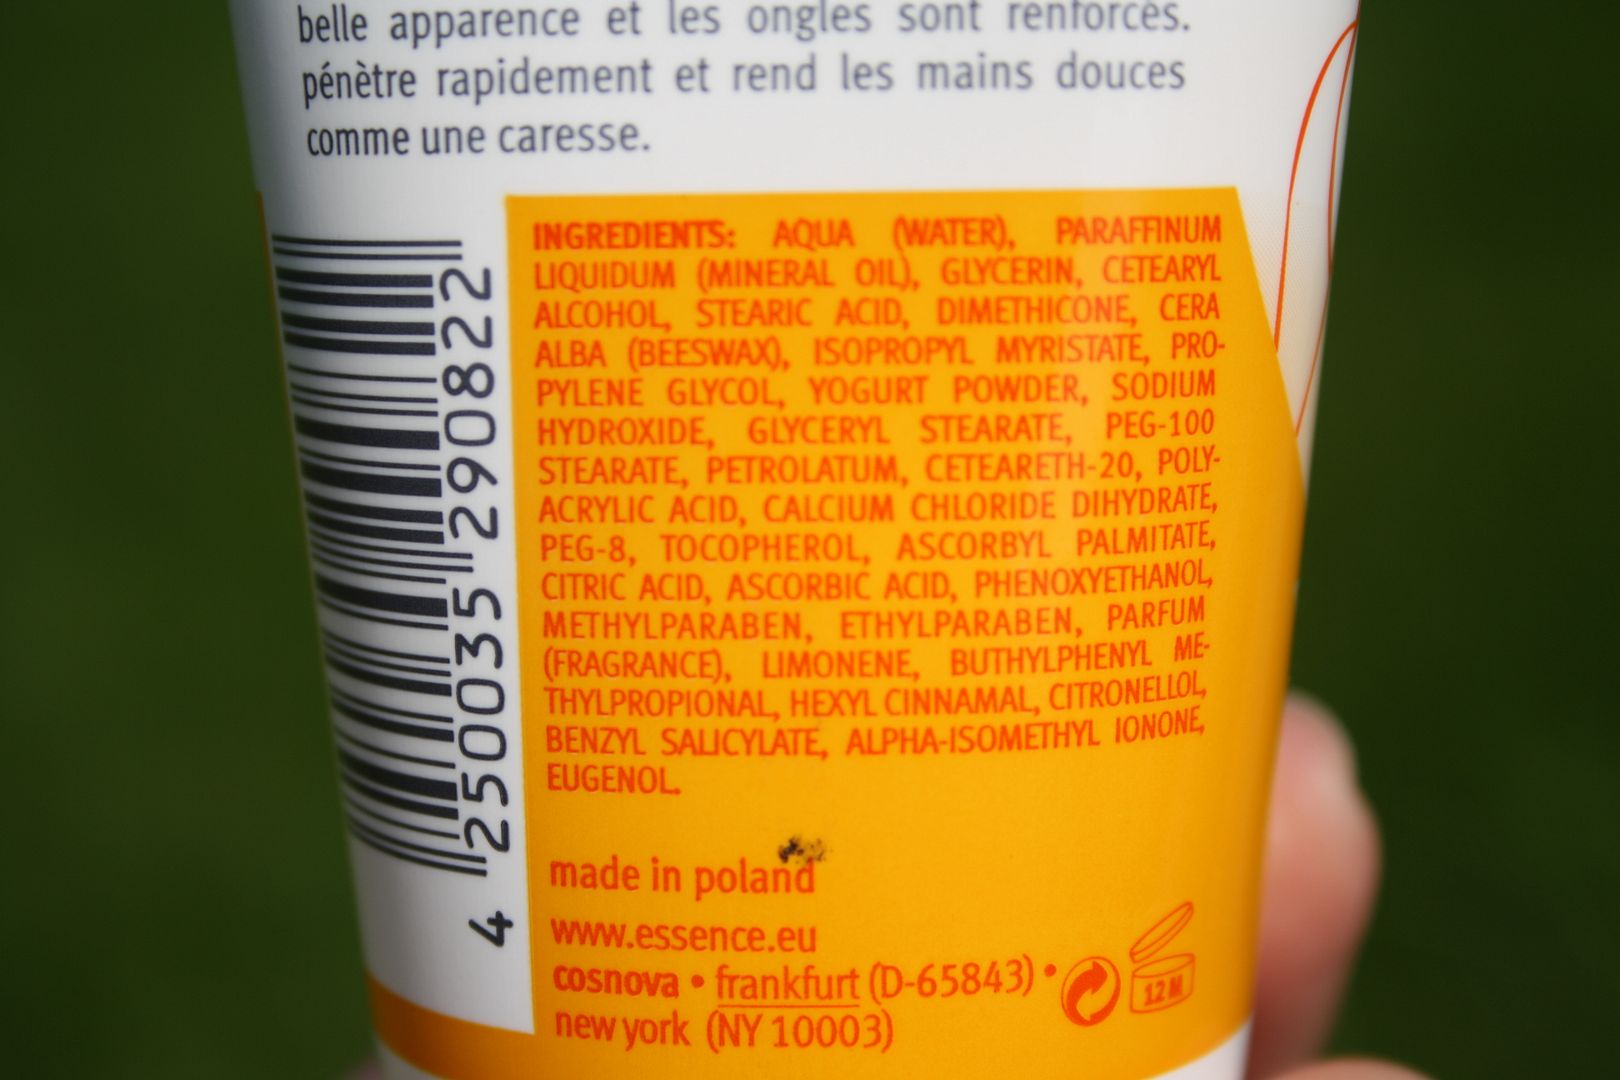 belle apparence et les ongles sont renforcés.
pénètre rapidement et rend les mains douces
comme une caresse.
INGREDIENTS: AQUA (WATER), PARAFFINUM
LIQUIDUM (MINERAL OIL), GLYCERIN, CETEARYL
ALCOHOL, STEARIC ACID, DIMETHICONE, CERA
ALBA (BEESWAX), ISOPROPYL MYRISTATE, PRO-
PYLENE GLYCOL, YOGURT POWDER, SODIUM
HYDROXIDE, GLYCERYL STEARATE, PEG-100
STEARATE, PETROLATUM, CETEARETH-20, POLY-
ACRYLIC ACID, CALCIUM CHLORIDE DIHYDRATE,
PEG-8, TOCOPHEROL, ASCORBYL PALMITATE,
CITRIC ACID, ASCORBIC ACID, PHENOXYETHANOL,
METHYLPARABEN, ETHYLPARABEN, PARFUM
(FRAGRANCE), LIMONENE, BUTHYLPHENYL ME-
THYLPROPIONAL, HEXYL CINNAMAL, CITRONELLOL,
BENZYL SALICYLATE, ALPHA-ISOMETHYL IONONE,
EUGENOL.
made in poland
www.essence.eu
cosnova • frankfurt (D-65843) •
new york (NY 10003)
12 M
4 250035 290822